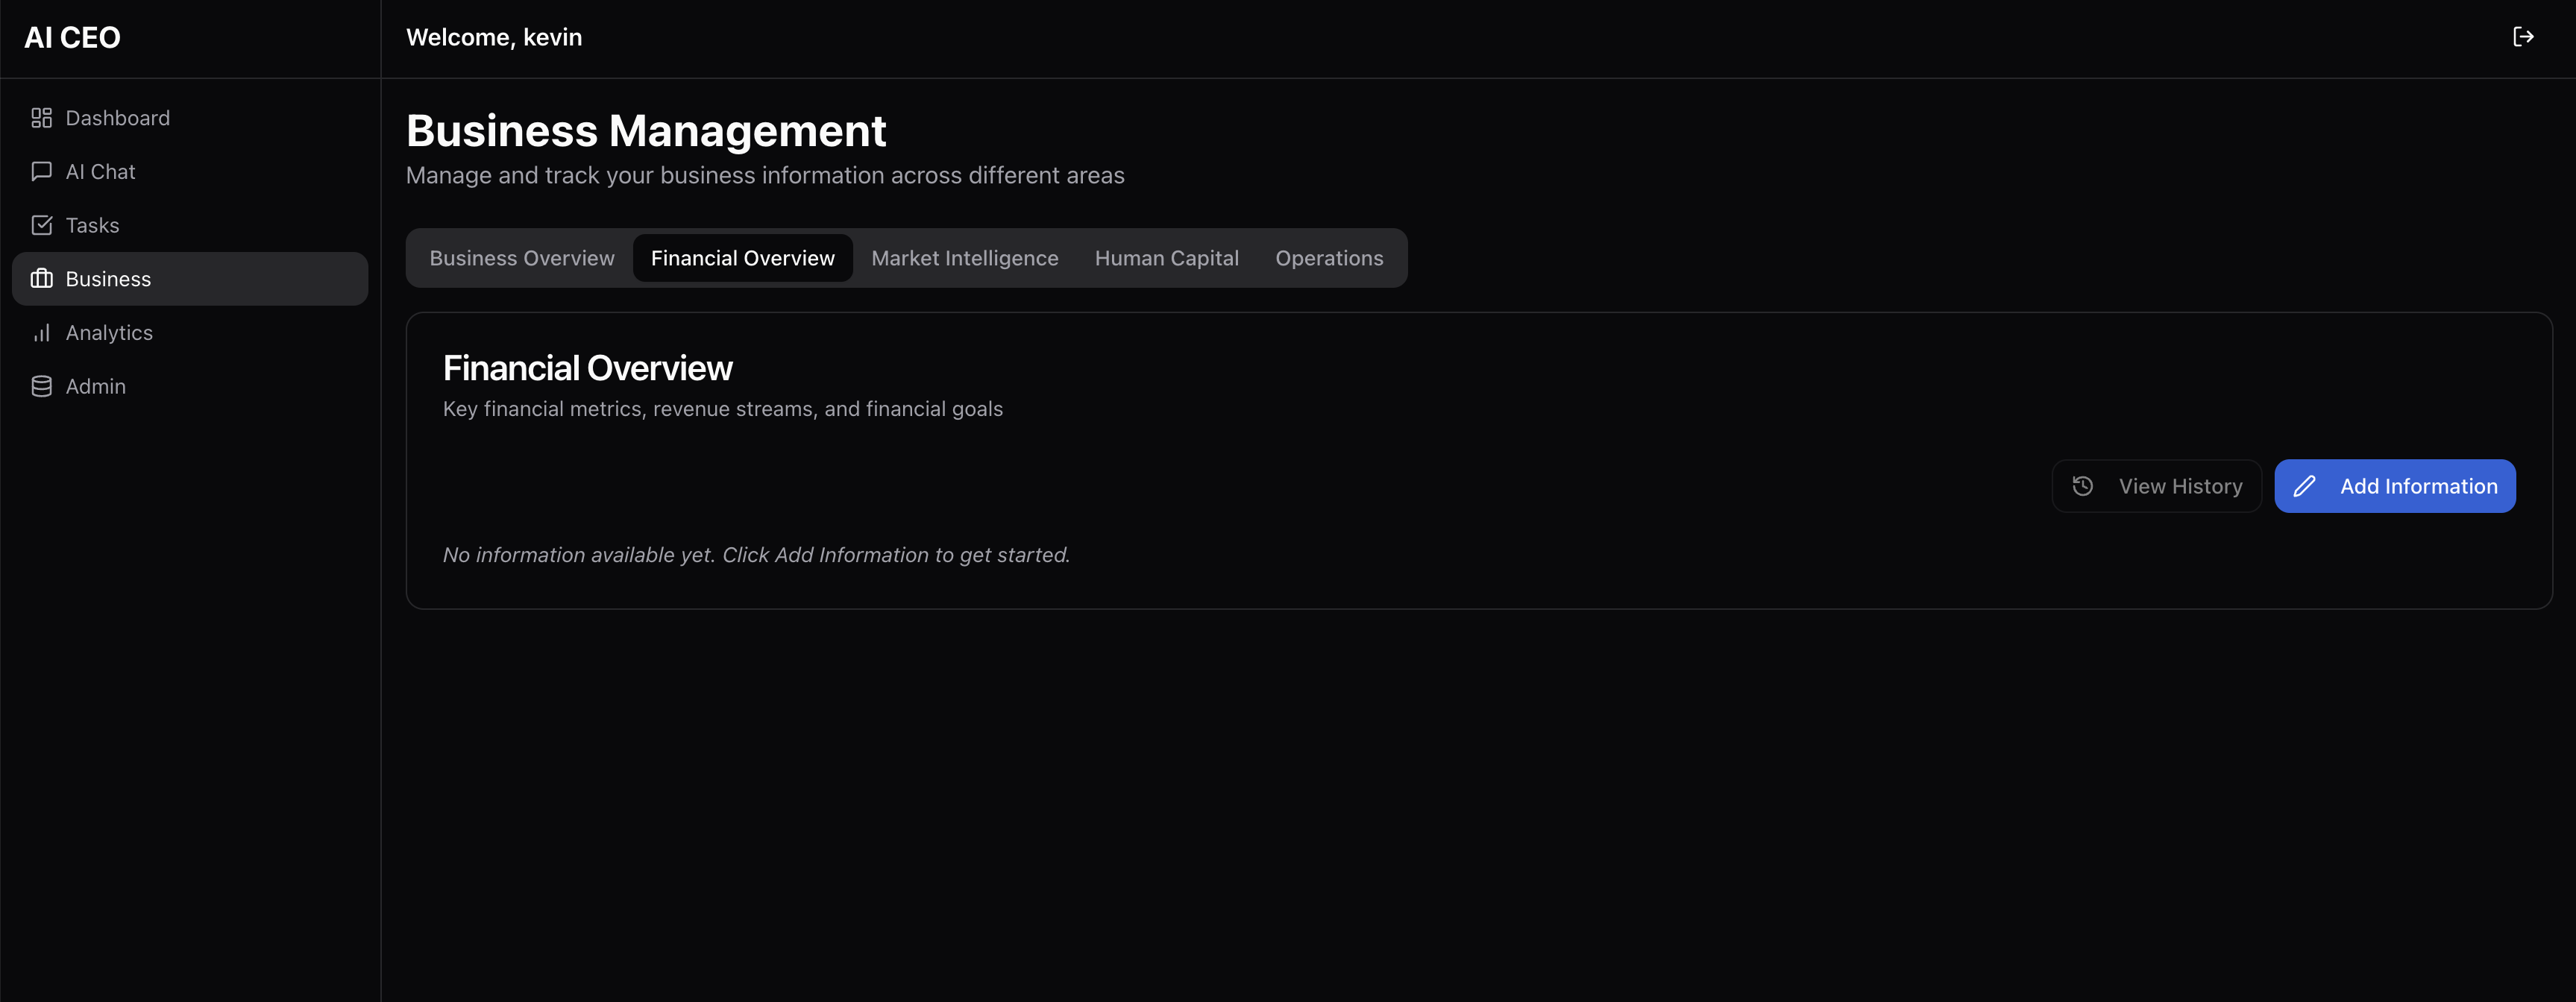 AI CEO
Welcome, kevin
Dashboard
AI Chat
Tasks
Business
Analytics
Admin
Business Management
Manage and track your business information across different areas
Business Overview Financial Overview Market Intelligence Human Capital Operations
Financial Overview
Key financial metrics, revenue streams, and financial goals
View History Add Information
No information available yet. Click Add Information to get started.